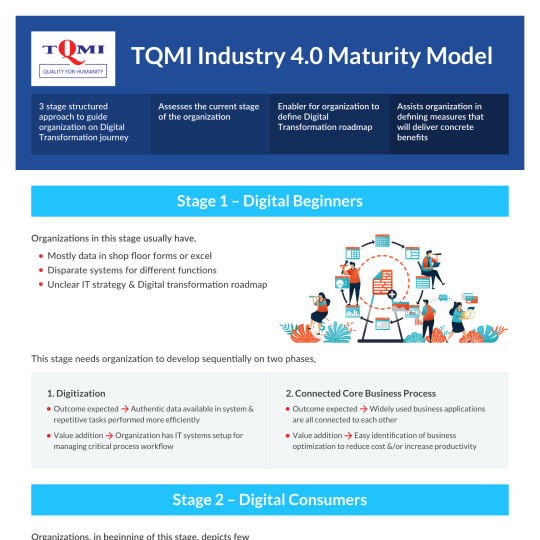 TQMI
QUALITY FOR HUMANITY
TQMI Industry 4.0 Maturity Model
3 stage structured
approach to guide
organization on Digital
Transformation journey
Assesses the current stage
of the organization
Enabler for organization to
define Digital
Transformation roadmap
Assists organization in
defining measures that
will deliver concrete
benefits
Stage 1 – Digital Beginners
Organizations in this stage usually have,
• Mostly data in shop floor forms or excel
• Disparate systems for different functions
• Unclear IT strategy & Digital transformation roadmap
This stage needs organization to develop sequentially on two phases,
1. Digitization
• Outcome expected → Authentic data available in system &
repetitive tasks performed more efficiently
• Value addition → Organization has IT systems setup for
managing critical process workflow
2. Connected Core Business Process
• Outcome expected → Widely used business applications
are all connected to each other
• Value addition → Easy identification of business
optimization to reduce cost &/or increase productivity
Stage 2 – Digital Consumers
Organizations, in beginning of this stage, depicts few